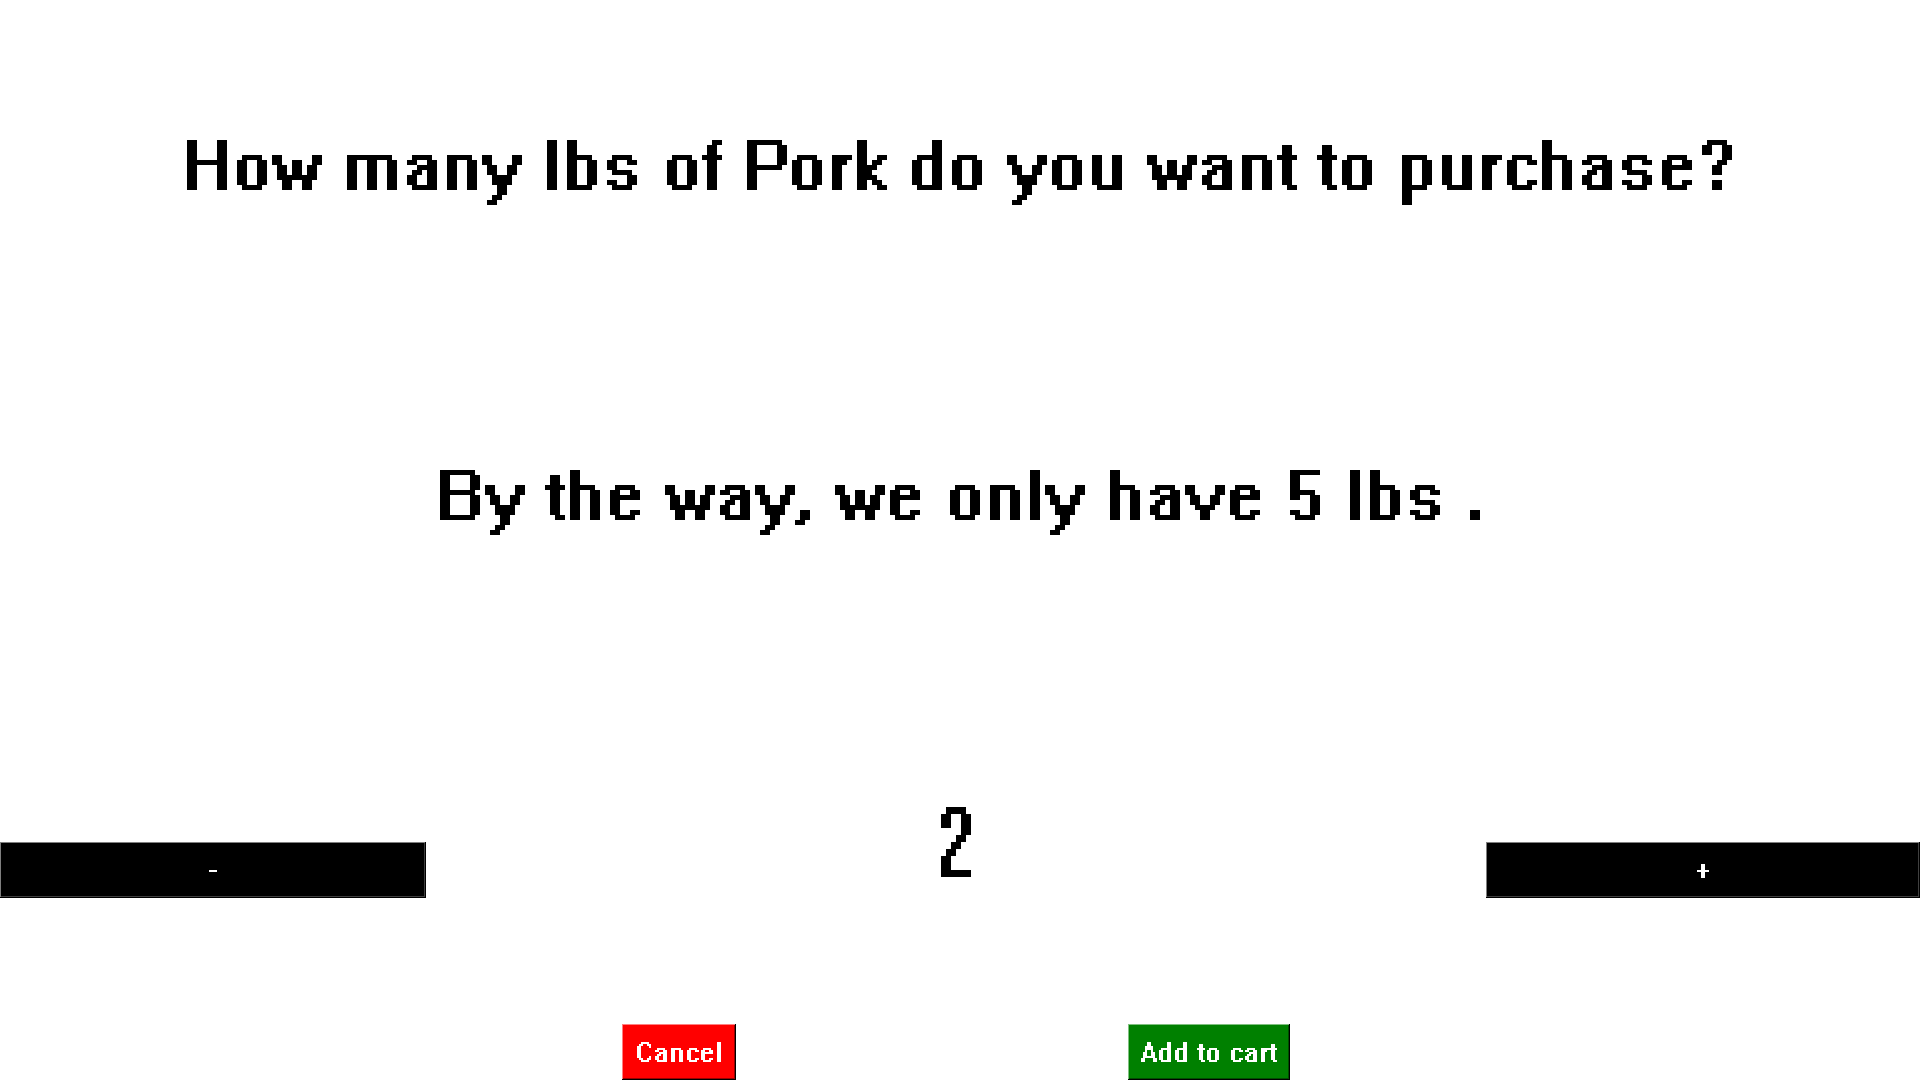 How many lbs of Pork do you want to purchase?
By the way, we only have 5 lbs .
2
-
+
Cancel
Add to cart